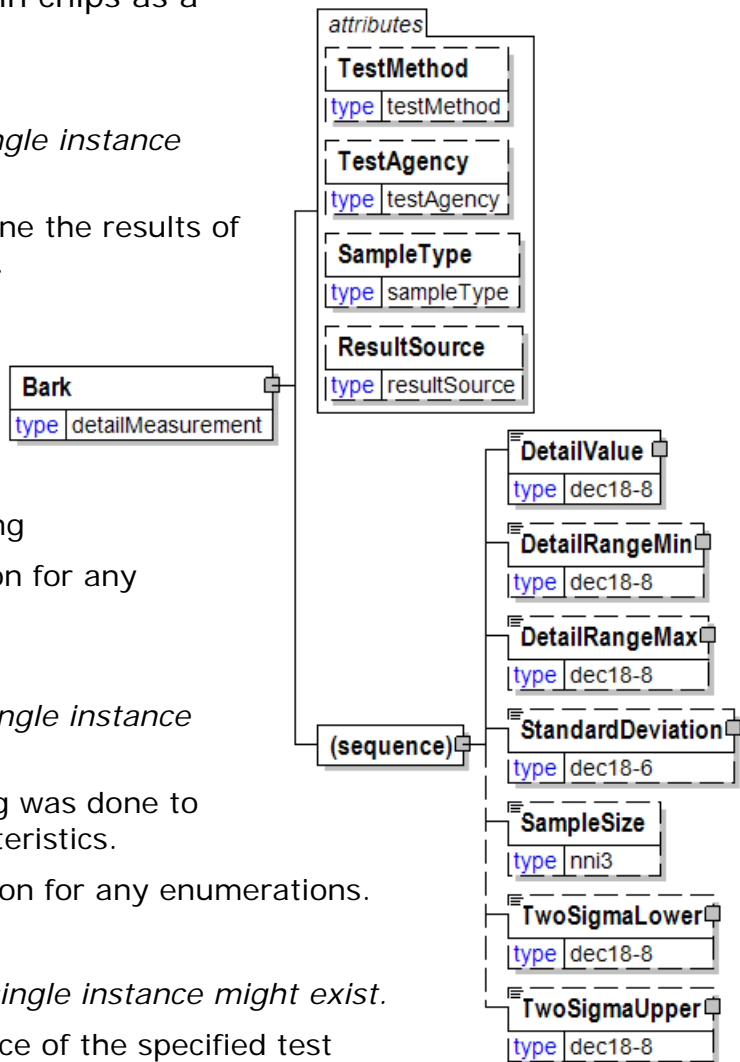 in chips as a
ngle instance
ne the results of
.
ng
on for any
ngle instance
g was done to
teristics.
on for any enumerations.
single instance might exist.
ce of the specified test
attributes
TestMethod
type testMethod
TestAgency
type testAgency
SampleType
type sampleType
ResultSource
type resultSource
Bark
type detailMeasurement
(sequence)
DetailValue
type dec18-8
DetailRangeMin
type dec18-8
DetailRangeMax
type dec18-8
StandardDeviation
type dec18-6
SampleSize
type nni3
TwoSigmaLower
type dec18-8
TwoSigmaUpper
type dec18-8